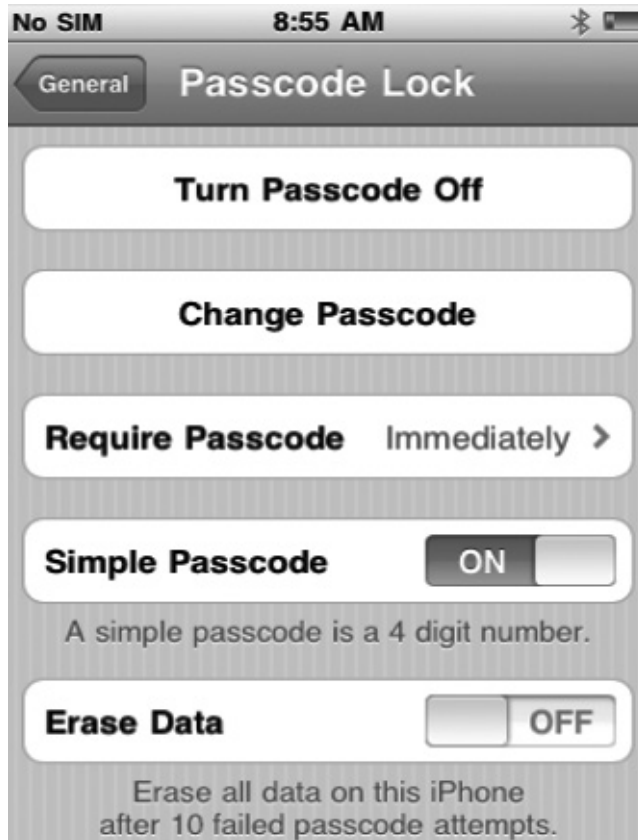 No SIM 8:55 AM
General Passcode Lock
Turn Passcode Off
Change Passcode
Require Passcode Immediately
Simple Passcode ON
A simple passcode is a 4 digit number.
Erase Data OFF
Erase all data on this iPhone
after 10 failed passcode attempts.